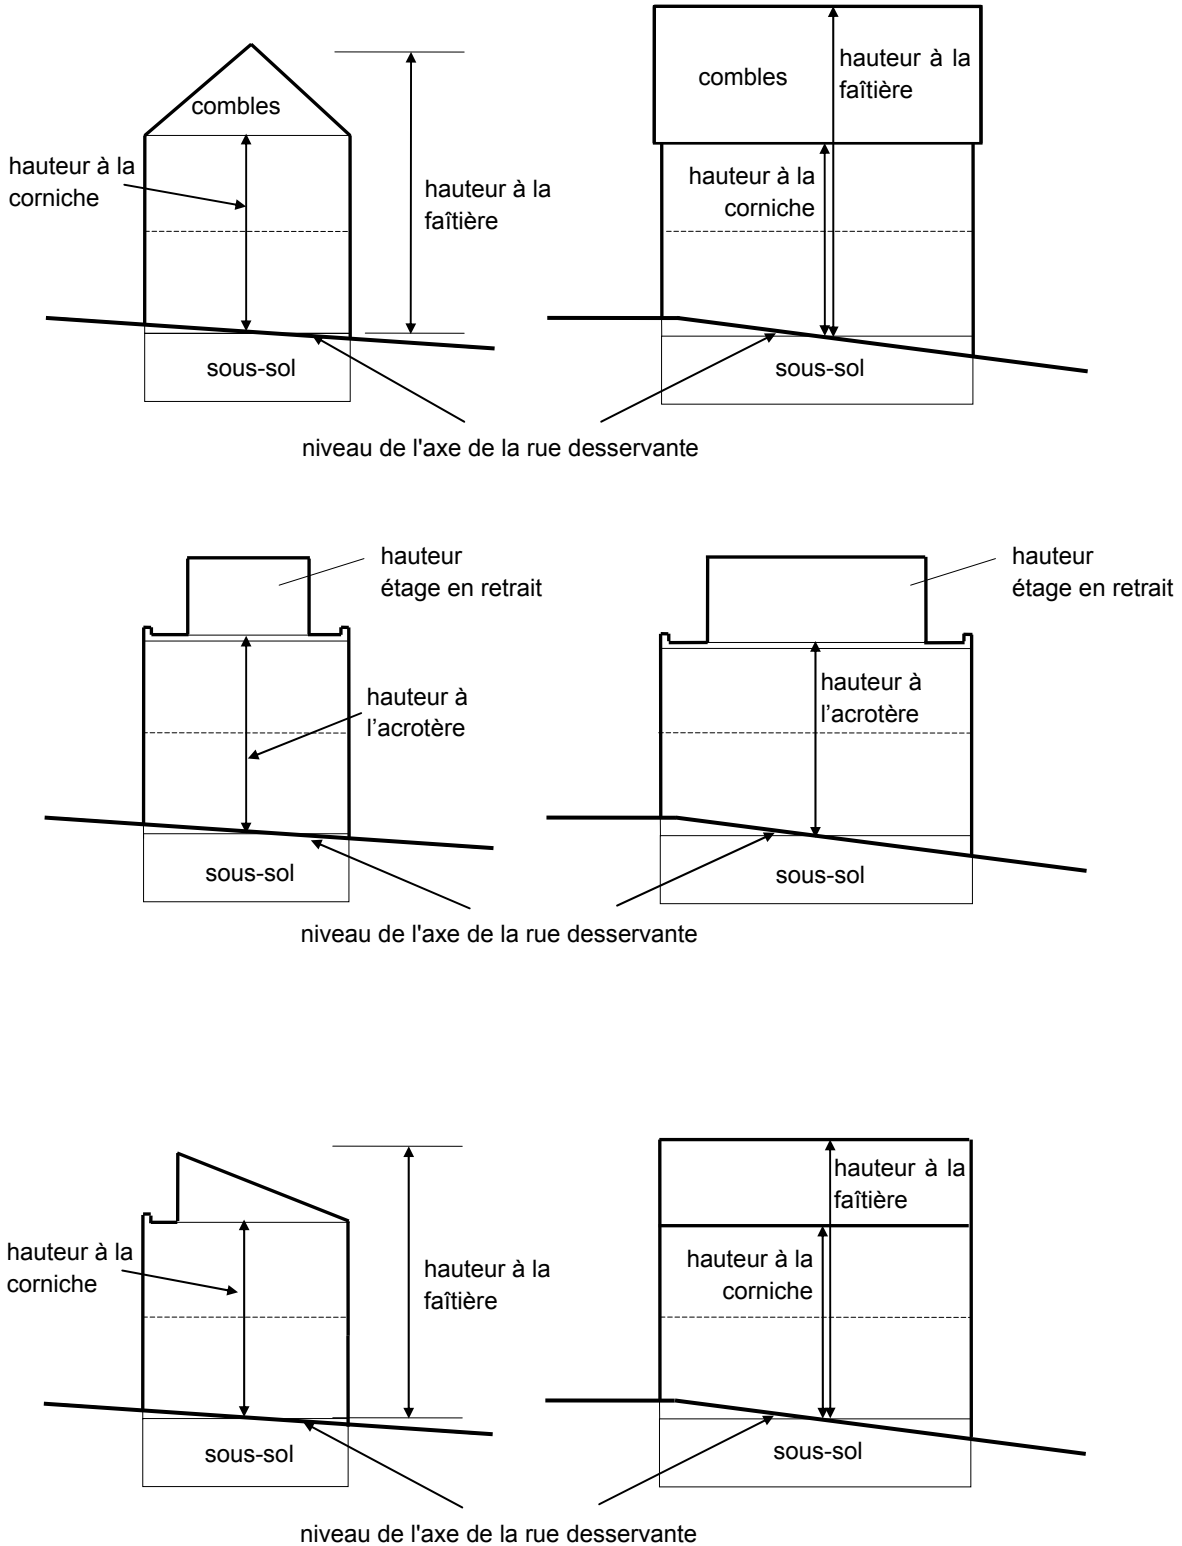 combles
hauteur à la
corniche
hauteur à la
faîtière
sous-sol
combles
hauteur à la
faîtière
hauteur à la
corniche
sous-sol
niveau de l'axe de la rue desservante
hauteur
étage en retrait
hauteur à
l’acrotère
sous-sol
hauteur
étage en retrait
hauteur à
l’acrotère
sous-sol
niveau de l'axe de la rue desservante
hauteur à la
corniche
hauteur à la
faîtière
sous-sol
hauteur à la
faîtière
hauteur à la
corniche
sous-sol
niveau de l'axe de la rue desservante